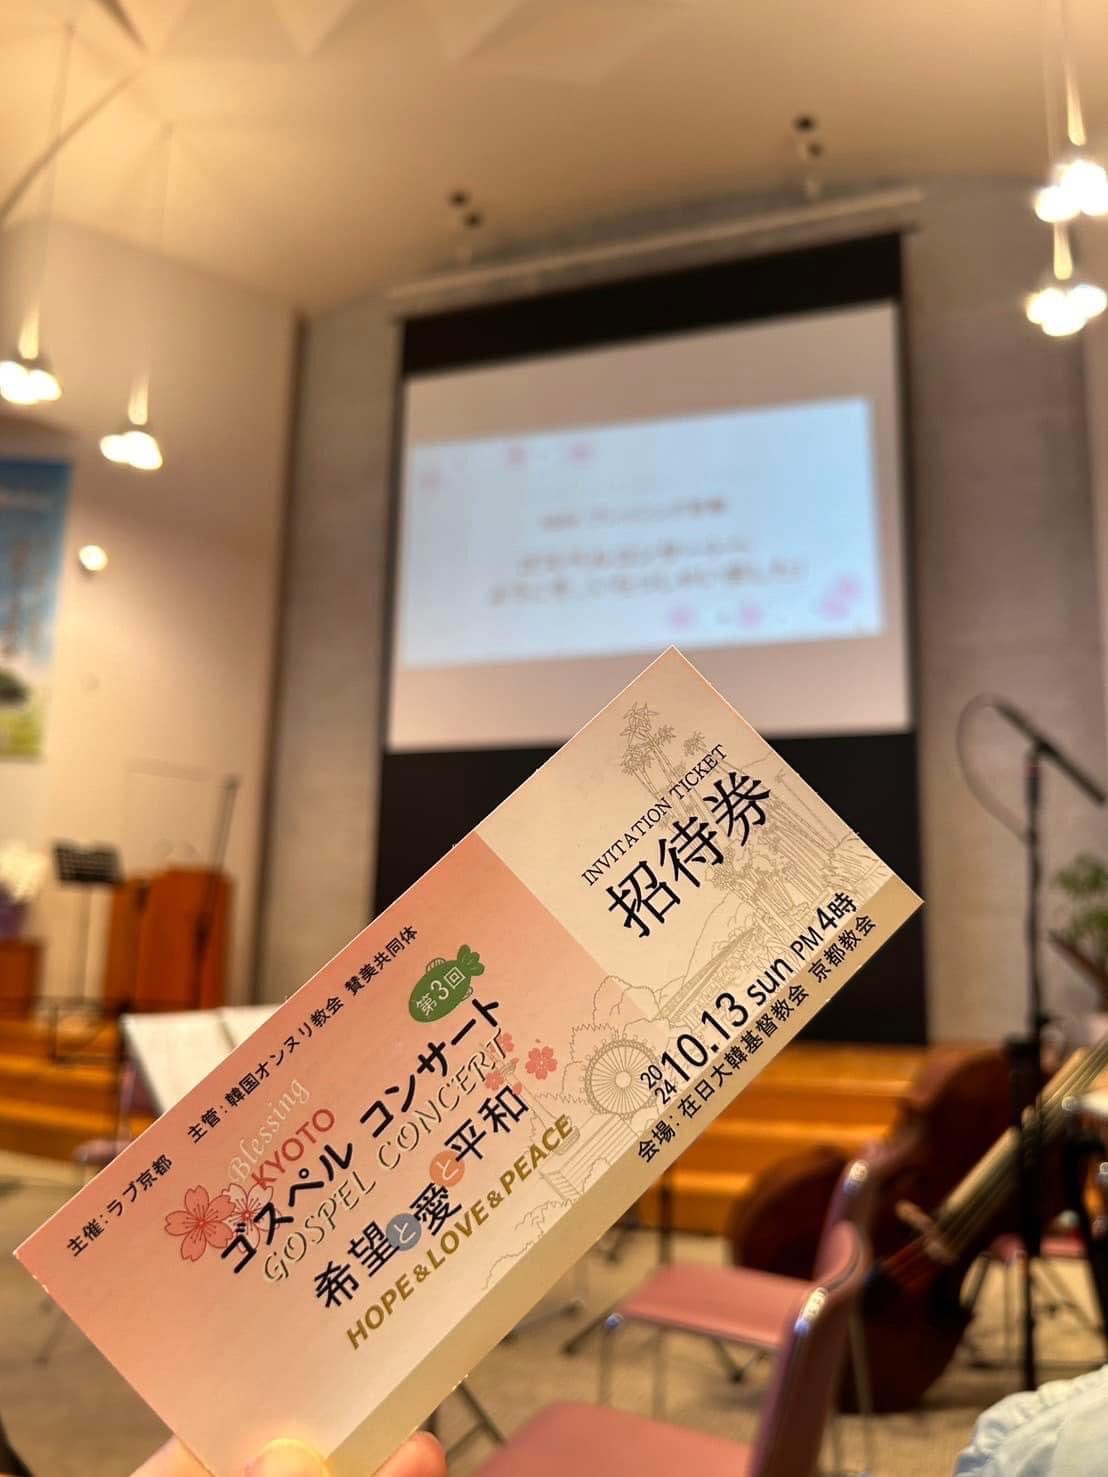 主催：ラブ京都 主管：韓国オンヌリ教会 賛美共同体
第3回
Blessing
KYOTO
ゴスペル コンサート
GOSPEL CONCERT
希望と愛と平和
HOPE & LOVE & PEACE
INVITATION TICKET
招待券
2024 10.13 sun PM 4時
会場：在日大韓基督教会 京都教会